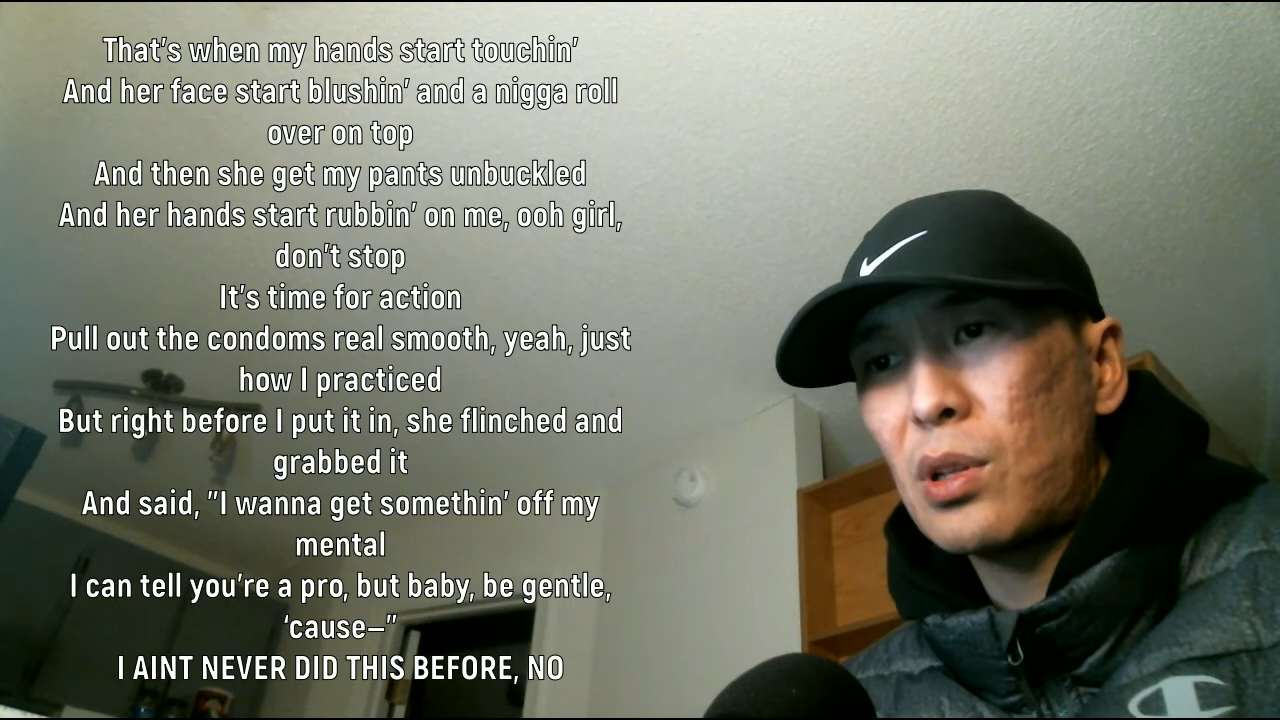 That's when my hands start touchin'
And her face start blushin' and a nigga roll
over on top
And then she get my pants unbuckled
And her hands start rubbin' on me, ooh girl,
don't stop
It's time for action
Pull out the condoms real smooth, yeah, just
how I practiced
But right before I put it in, she flinched and
grabbed it
And said, "I wanna get somethin' off my
mental
I can tell you're a pro, but baby, be gentle,
'cause–"
I AINT NEVER DID THIS BEFORE, NO